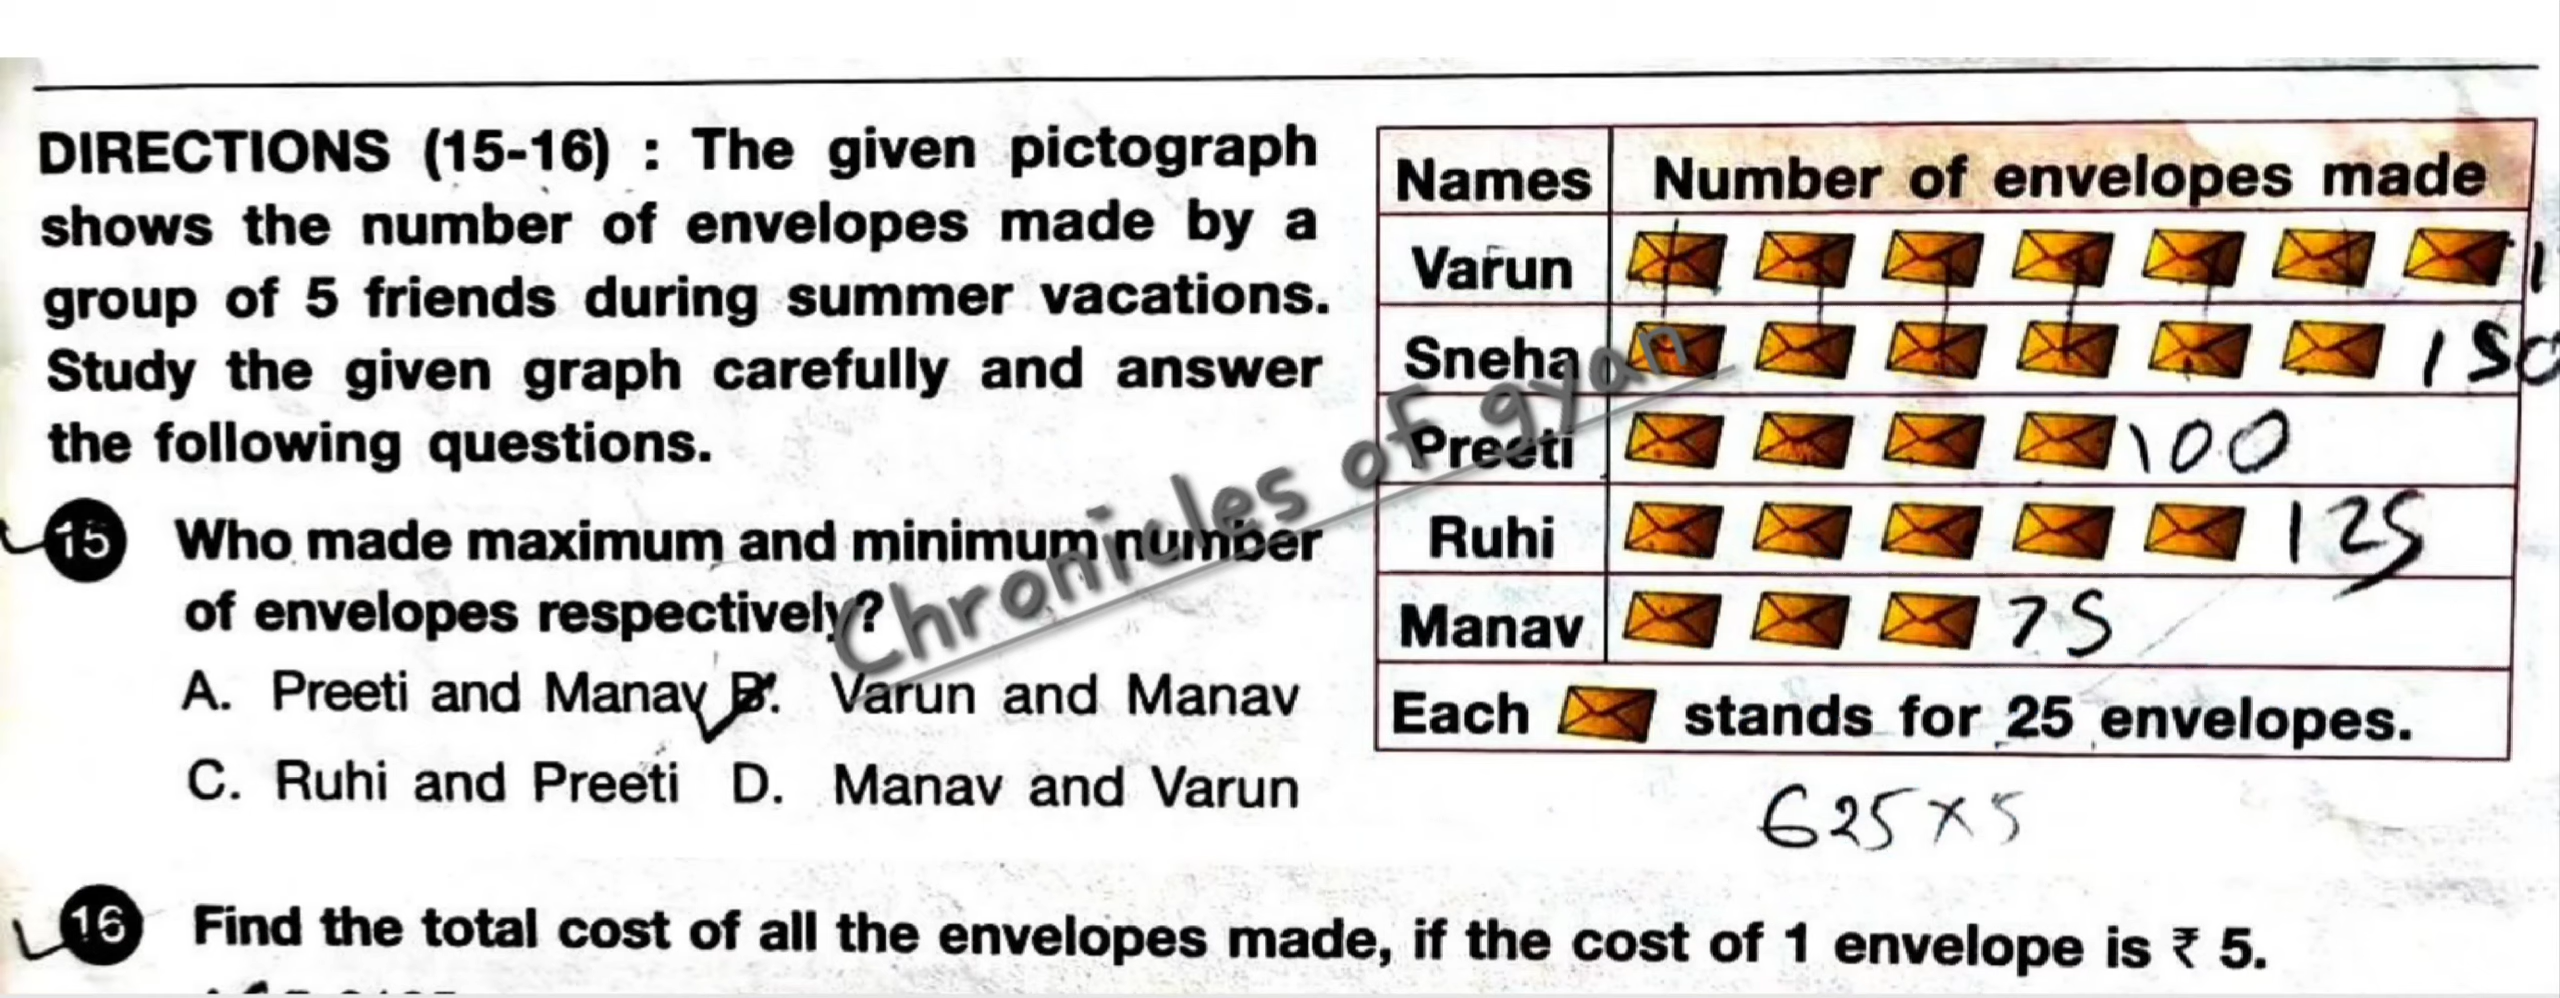 DIRECTIONS (15-16) : The given pictograph
shows the number of envelopes made by a
group of 5 friends during summer vacations.
Study the given graph carefully and answer
the following questions.
15 Who made maximum and minimum number
of envelopes respectively?
A. Preeti and Manav B. Varun and Manav
C. Ruhi and Preeti D. Manav and Varun
Names Number of envelopes made
Varun
Sneha 150
Preeti 100
Ruhi 125
Manav 75
Each stands for 25 envelopes.
625 x 5
Chronicles of gyan
16 Find the total cost of all the envelopes made, if the cost of 1 envelope is ₹ 5.